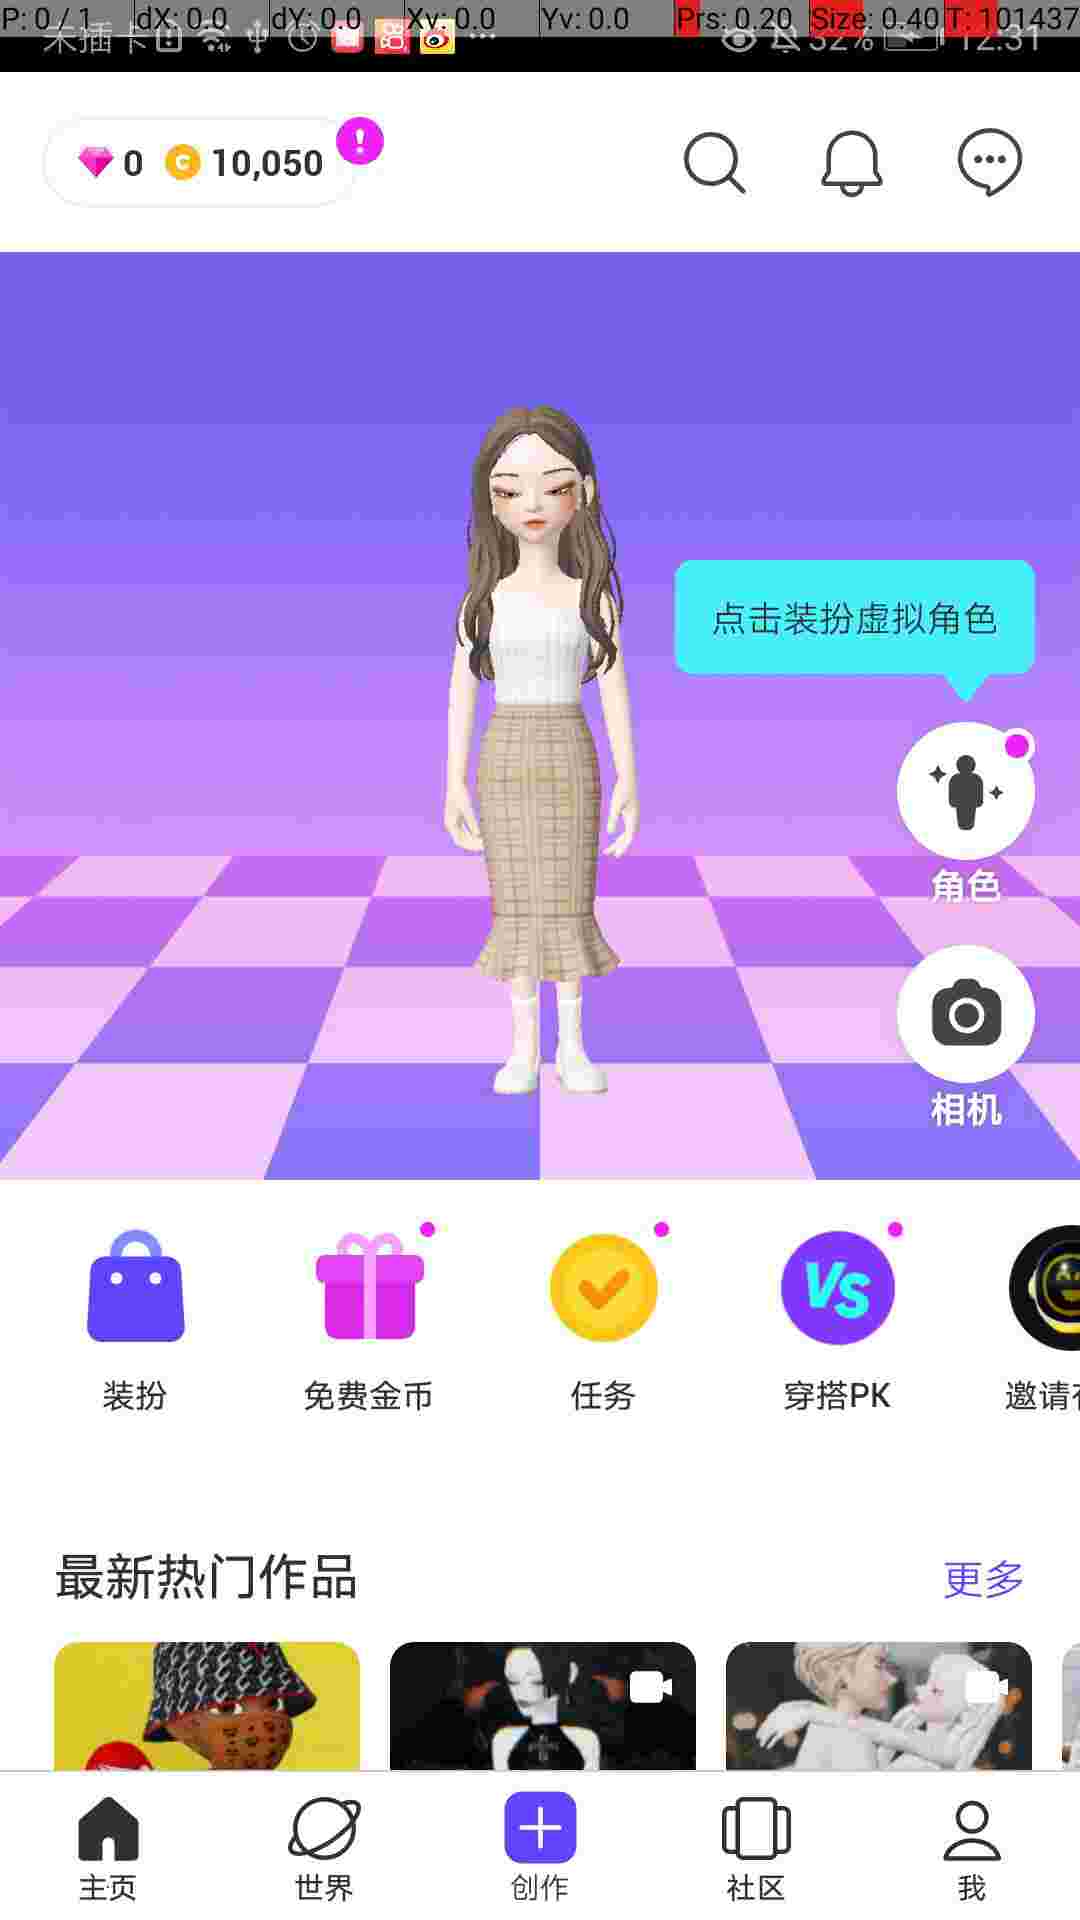 P: 0 / 1 dX: 0.0 dY: 0.0 Xv: 0.0 Yv: 0.0 Prs: 0.20 Size: 0.40 T: 101437
未插卡 32% 12:31
0 10,050
点击装扮虚拟角色
角色
相机
装扮 免费金币 任务 穿搭PK 邀请
最新热门作品 更多
主页 世界 创作 社区 我